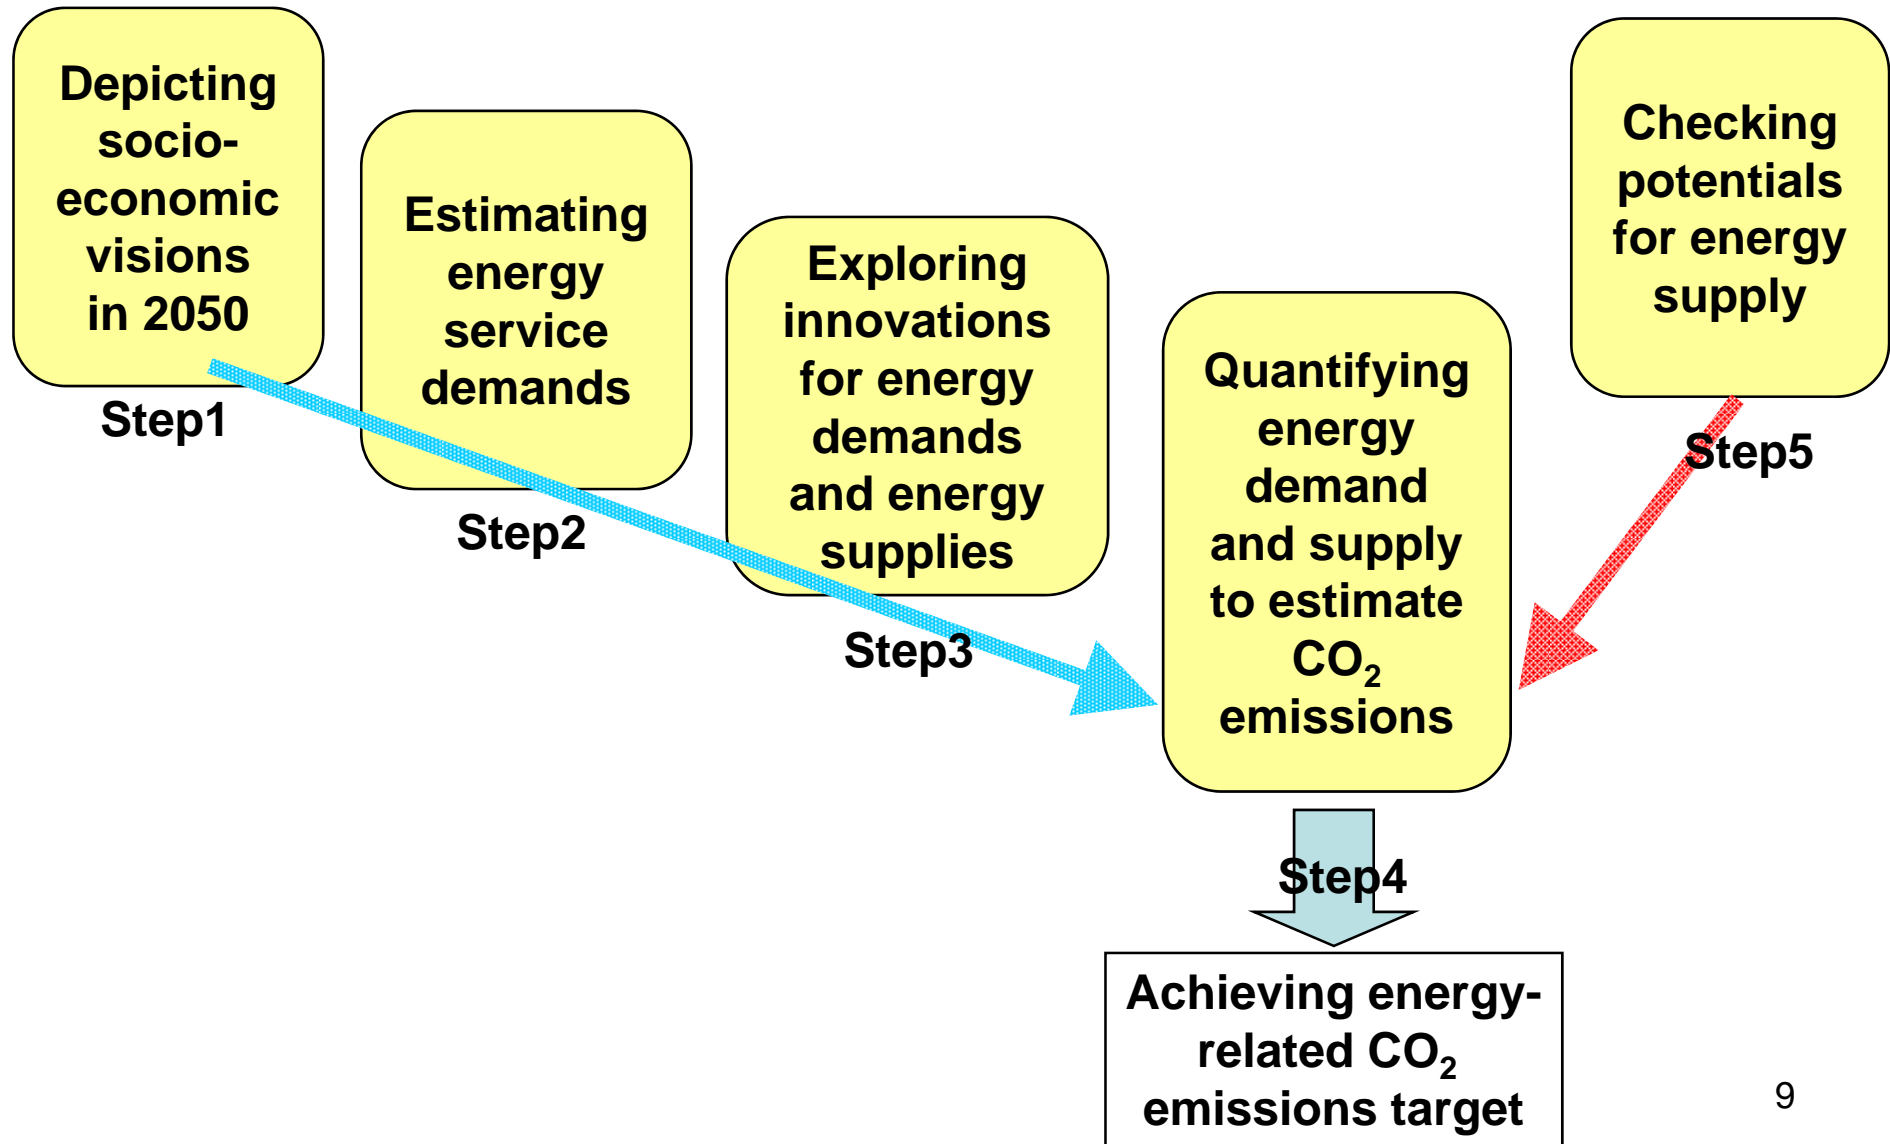 Depicting
socio-
economic
visions
in 2050
Step1
Estimating
energy
service
demands
Step2
Exploring
innovations
for energy
demands
and energy
supplies
Step3
Quantifying
energy
demand
and supply
to estimate
CO₂
emissions
Step4
Checking
potentials
for energy
supply
Step5
Achieving energy-
related CO₂
emissions target
9